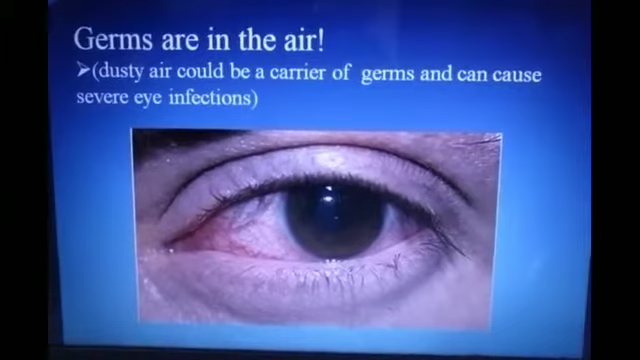 Germs are in the air!
➢(dusty air could be a carrier of germs and can cause
severe eye infections)